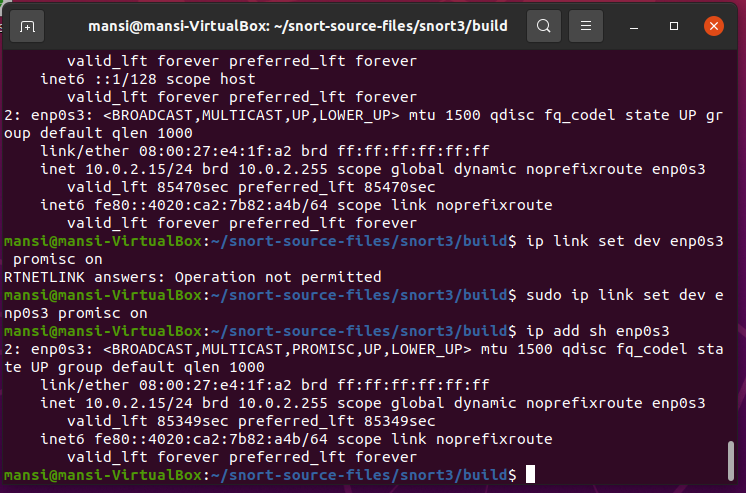 mansi@mansi-VirtualBox: ~/snort-source-files/snort3/build
valid_lft forever preferred_lft forever
inet6 ::1/128 scope host
valid_lft forever preferred_lft forever
2: enp0s3: <BROADCAST,MULTICAST,UP,LOWER_UP> mtu 1500 qdisc fq_codel state UP gr
oup default qlen 1000
link/ether 08:00:27:e4:1f:a2 brd ff:ff:ff:ff:ff:ff
inet 10.0.2.15/24 brd 10.0.2.255 scope global dynamic noprefixroute enp0s3
valid_lft 85470sec preferred_lft 85470sec
inet6 fe80::4020:ca2:7b82:a4b/64 scope link noprefixroute
valid_lft forever preferred_lft forever
mansi@mansi-VirtualBox:~/snort-source-files/snort3/build$ ip link set dev enp0s3
promisc on
RTNETLINK answers: Operation not permitted
mansi@mansi-VirtualBox:~/snort-source-files/snort3/build$ sudo ip link set dev e
np0s3 promisc on
mansi@mansi-VirtualBox:~/snort-source-files/snort3/build$ ip add sh enp0s3
2: enp0s3: <BROADCAST,MULTICAST,PROMISC,UP,LOWER_UP> mtu 1500 qdisc fq_codel sta
te UP group default qlen 1000
link/ether 08:00:27:e4:1f:a2 brd ff:ff:ff:ff:ff:ff
inet 10.0.2.15/24 brd 10.0.2.255 scope global dynamic noprefixroute enp0s3
valid_lft 85349sec preferred_lft 85349sec
inet6 fe80::4020:ca2:7b82:a4b/64 scope link noprefixroute
valid_lft forever preferred_lft forever
mansi@mansi-VirtualBox:~/snort-source-files/snort3/build$